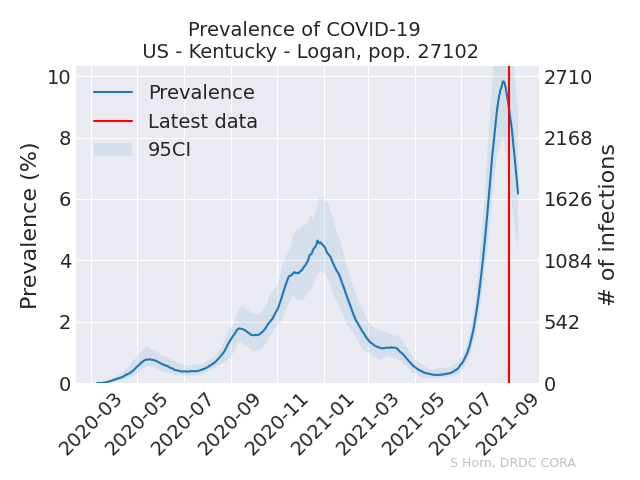 Prevalence of COVID-19
US - Kentucky - Logan, pop. 27102
Prevalence (%)
10
8
6
4
2
0
Prevalence
Latest data
95CI
2710
2168
1626
1084
542
0
# of infections
2020-03
2020-05
2020-07
2020-09
2020-11
2021-01
2021-03
2021-05
2021-07
2021-09
S Horn, DRDC CORA